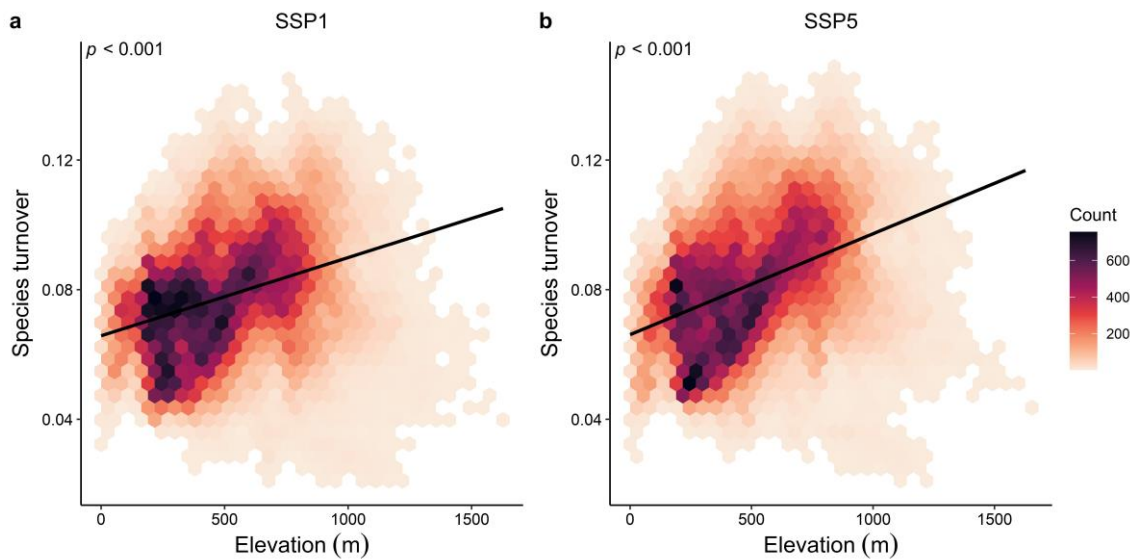 a
SSP1
p < 0.001
Species turnover
0.12
0.08
0.04
0
500
1000
1500
Elevation (m)
b
SSP5
p < 0.001
Species turnover
0.12
0.08
0.04
0
500
1000
1500
Elevation (m)
Count
600
400
200